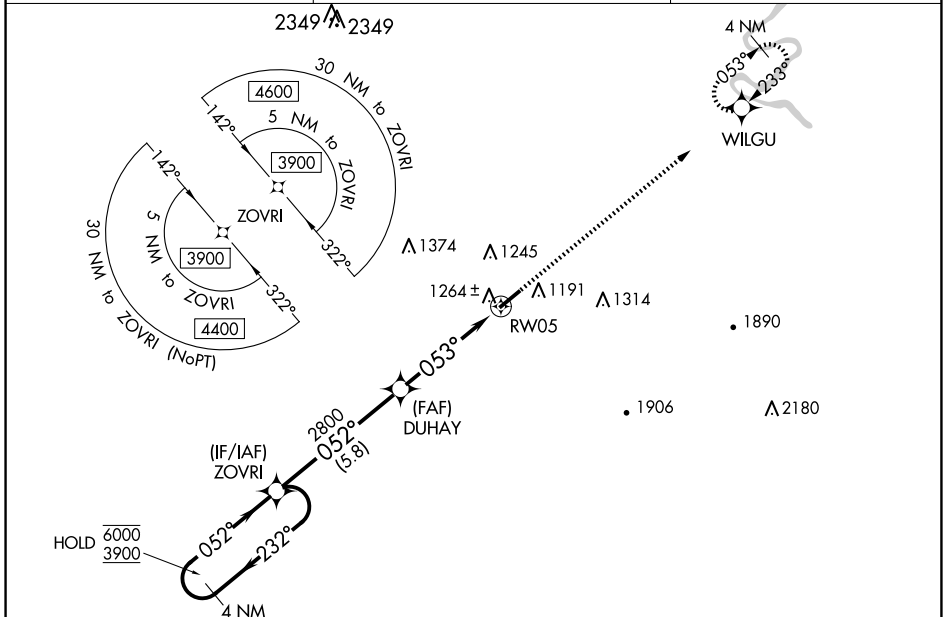 2349 2349
4 NM
053°
233°
WILGU
30 NM to ZOVRI
4600
142°
5 NM to ZOVRI
3900
322°
142°
ZOVRI
5 NM to ZOVRI
3900
322°
30 NM to ZOVRI (NoPT)
4400
1374
1245
1264 ±
1191
1314
RW05
1890
053°
(FAF)
DUHAY
1906
2180
2800
052°
(5.8)
(IF/IAF)
ZOVRI
HOLD 6000
3900
052°
232°
4 NM